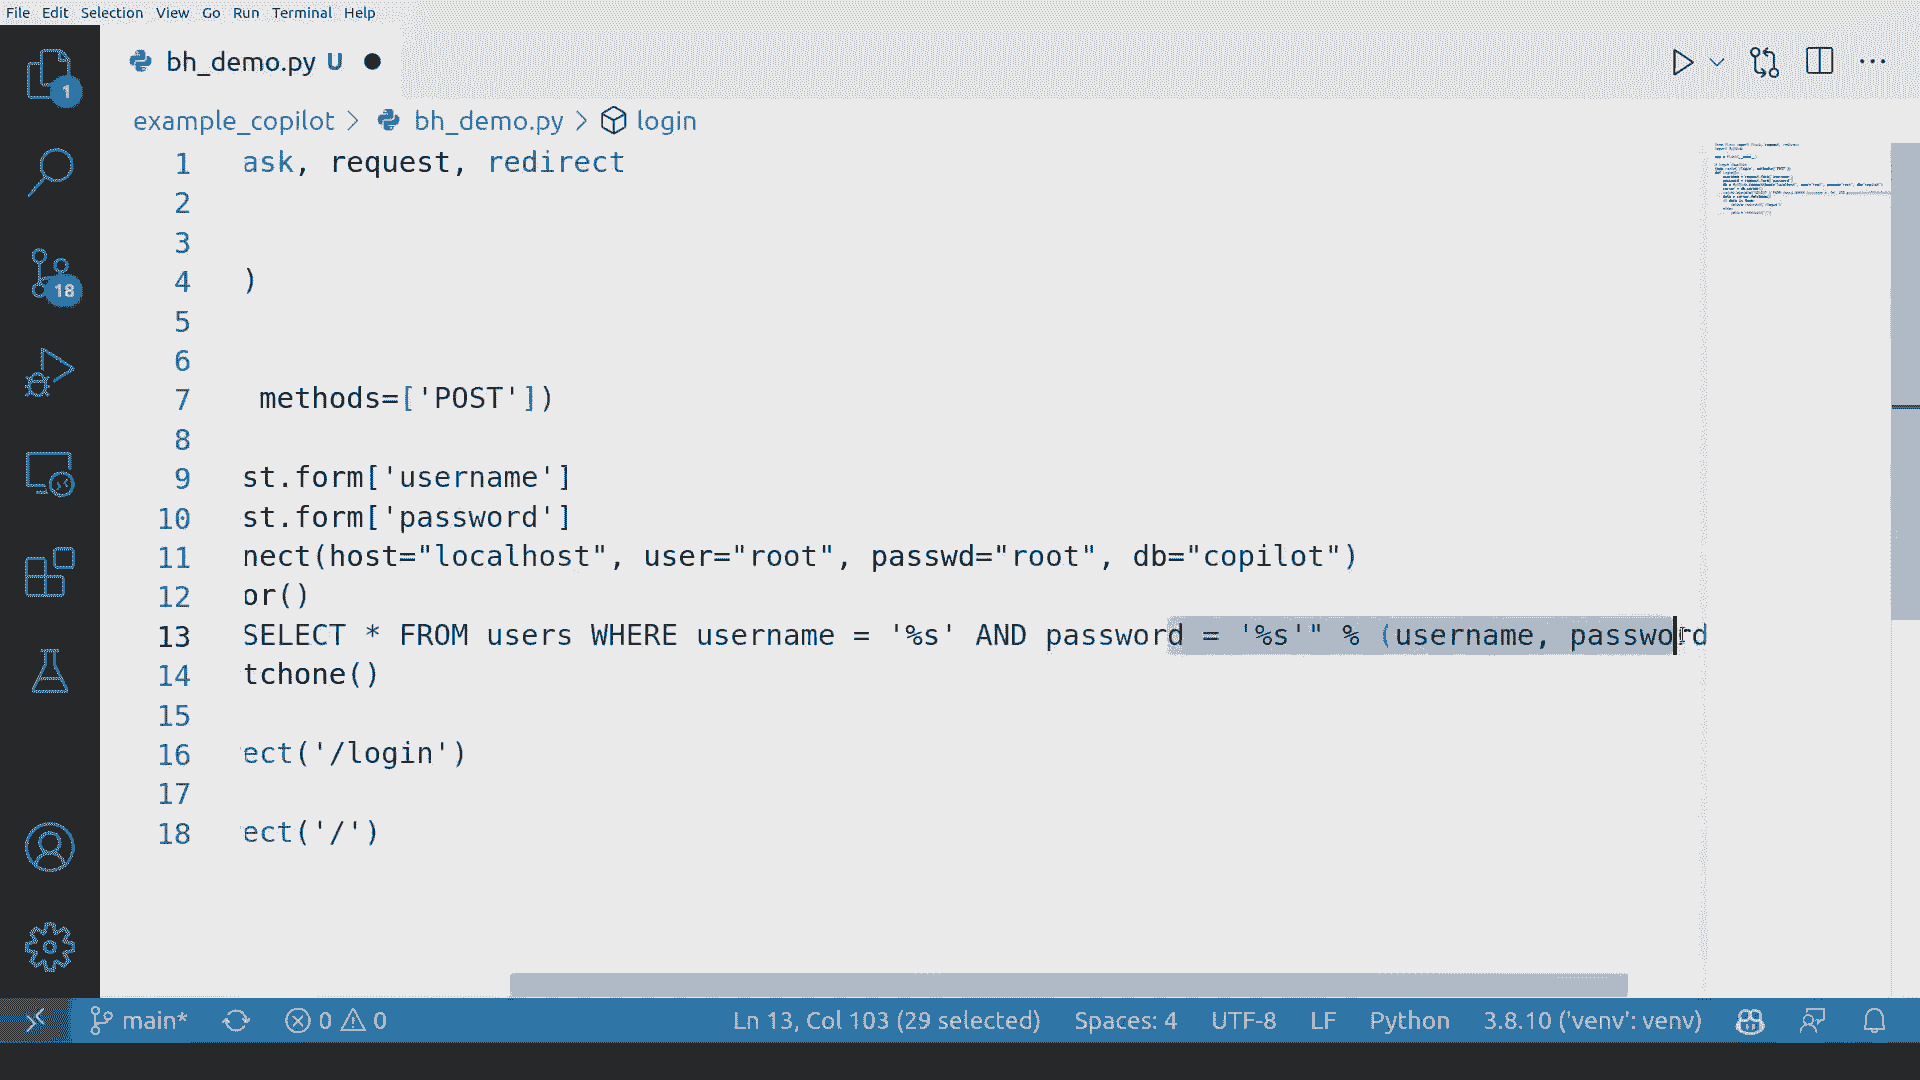 File Edit Selection View Go Run Terminal Help
bh_demo.py U
1
example_copilot > bh_demo.py > login
1 ask, request, redirect
2
3
4 )
5
6
7 methods=['POST'])
8
9 st.form['username']
10 st.form['password']
11 nect(host="localhost", user="root", passwd="root", db="copilot")
12 or()
13 SELECT * FROM users WHERE username = '%s' AND password = '%s'" % (username, password
14 tchone()
15
16 ect('/login')
17
18 ect('/')
18
main* 0 0 Ln 13, Col 103 (29 selected) Spaces: 4 UTF-8 LF Python 3.8.10 ('venv': venv)